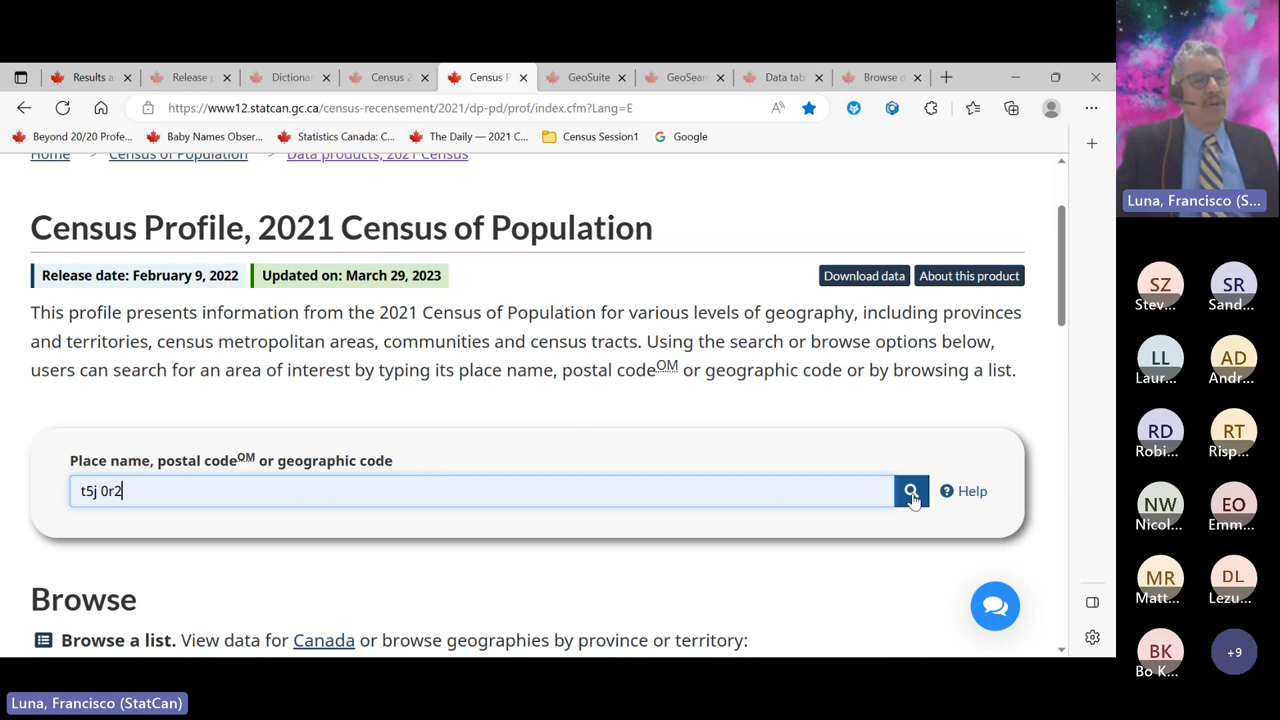 Results a
Release p
Dictionar
Census 2
Census P
GeoSuite
GeoSear
Data tab
Browse d
https://www12.statcan.gc.ca/census-recensement/2021/dp-pd/prof/index.cfm?Lang=E
Beyond 20/20 Profe...
Baby Names Obser...
Statistics Canada: C...
The Daily — 2021 C...
Census Session1
Google
Home > Census of Population > Data products, 2021 Census
Census Profile, 2021 Census of Population
Release date: February 9, 2022
Updated on: March 29, 2023
Download data
About this product
This profile presents information from the 2021 Census of Population for various levels of geography, including provinces
and territories, census metropolitan areas, communities and census tracts. Using the search or browse options below,
users can search for an area of interest by typing its place name, postal codeOM or geographic code or by browsing a list.
Place name, postal codeOM or geographic code
t5j 0r2
Help
Browse
Browse a list. View data for Canada or browse geographies by province or territory:
Luna, Francisco (S...
SZ
Stev...
SR
Sand...
LL
Laur...
AD
Andr...
RD
Robi...
RT
Risp...
NW
Nicol...
EO
Emm...
MR
Matt...
DL
Lezu...
BK
Bo K...
+9
Luna, Francisco (StatCan)